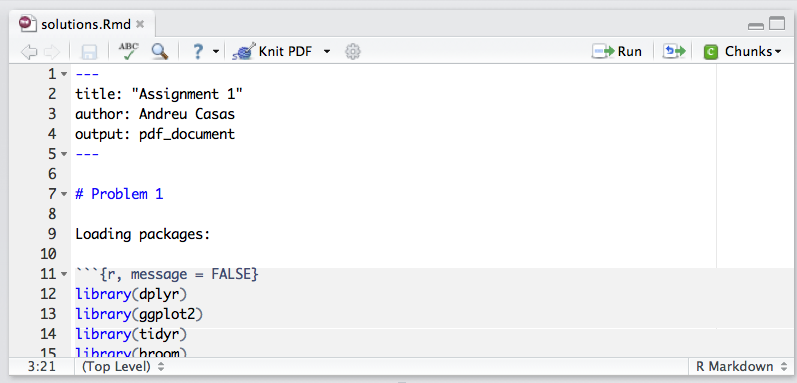 solutions.Rmd
ABC ? Knit PDF Run C Chunks
1 ---
2 title: "Assignment 1"
3 author: Andreu Casas
4 output: pdf_document
5 ---
6
7 # Problem 1
8
9 Loading packages:
10
11 ```{r, message = FALSE}
12 library(dplyr)
13 library(ggplot2)
14 library(tidyr)
15 library(broom)
3:21 (Top Level) R Markdown